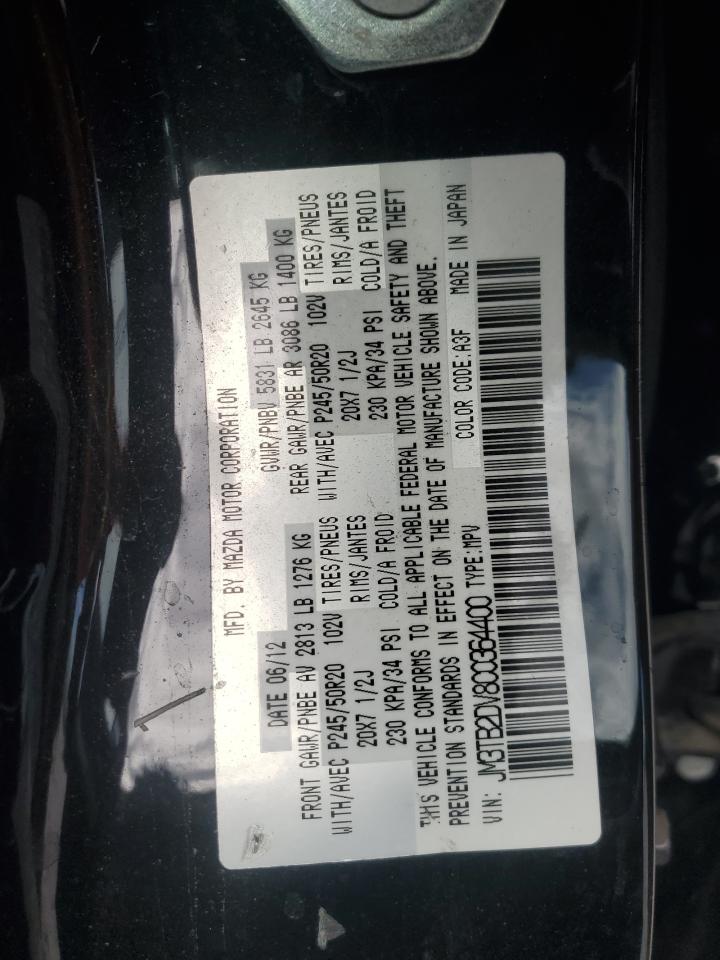 MFD. BY MAZDA MOTOR CORPORATION
DATE 06/12 GVWR/PNBV 5831 LB 2645 KG
FRONT GAWR/PNBE AV 2813 LB 1276 KG REAR GAWR/PNBE AR 3086 LB 1400 KG
WITH/AVEC P245/50R20 102V TIRES/PNEUS WITH/AVEC P245/50R20 102V TIRES/PNEUS
20X7 1/2J RIMS/JANTES 20X7 1/2J RIMS/JANTES
230 KPA/34 PSI COLD/A FROID 230 KPA/34 PSI COLD/A FROID
THIS VEHICLE CONFORMS TO ALL APPLICABLE FEDERAL MOTOR VEHICLE SAFETY AND THEFT
PREVENTION STANDARDS IN EFFECT ON THE DATE OF MANUFACTURE SHOWN ABOVE.
VIN: JM3TB2DV8C0364400 TYPE:MPV COLOR CODE:A3F MADE IN JAPAN